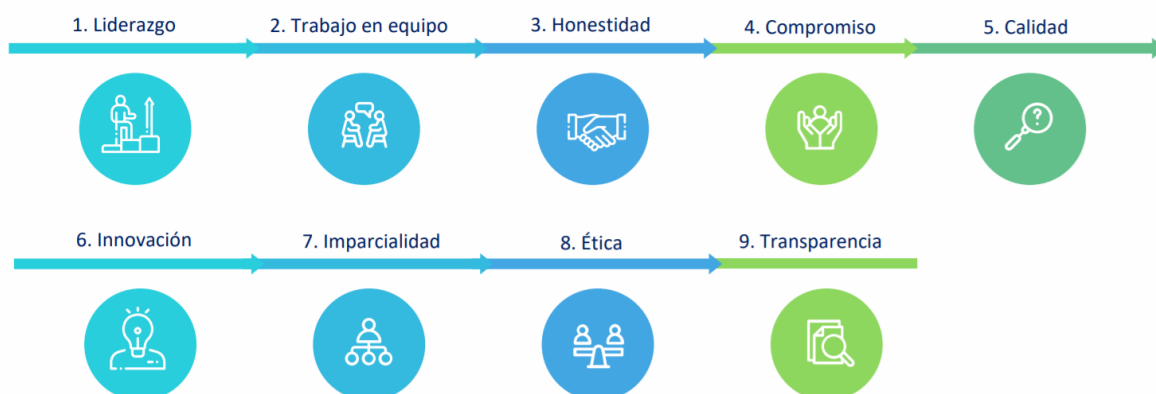 1. Liderazgo
2. Trabajo en equipo
3. Honestidad
4. Compromiso
5. Calidad
?
6. Innovación
7. Imparcialidad
8. Ética
9. Transparencia